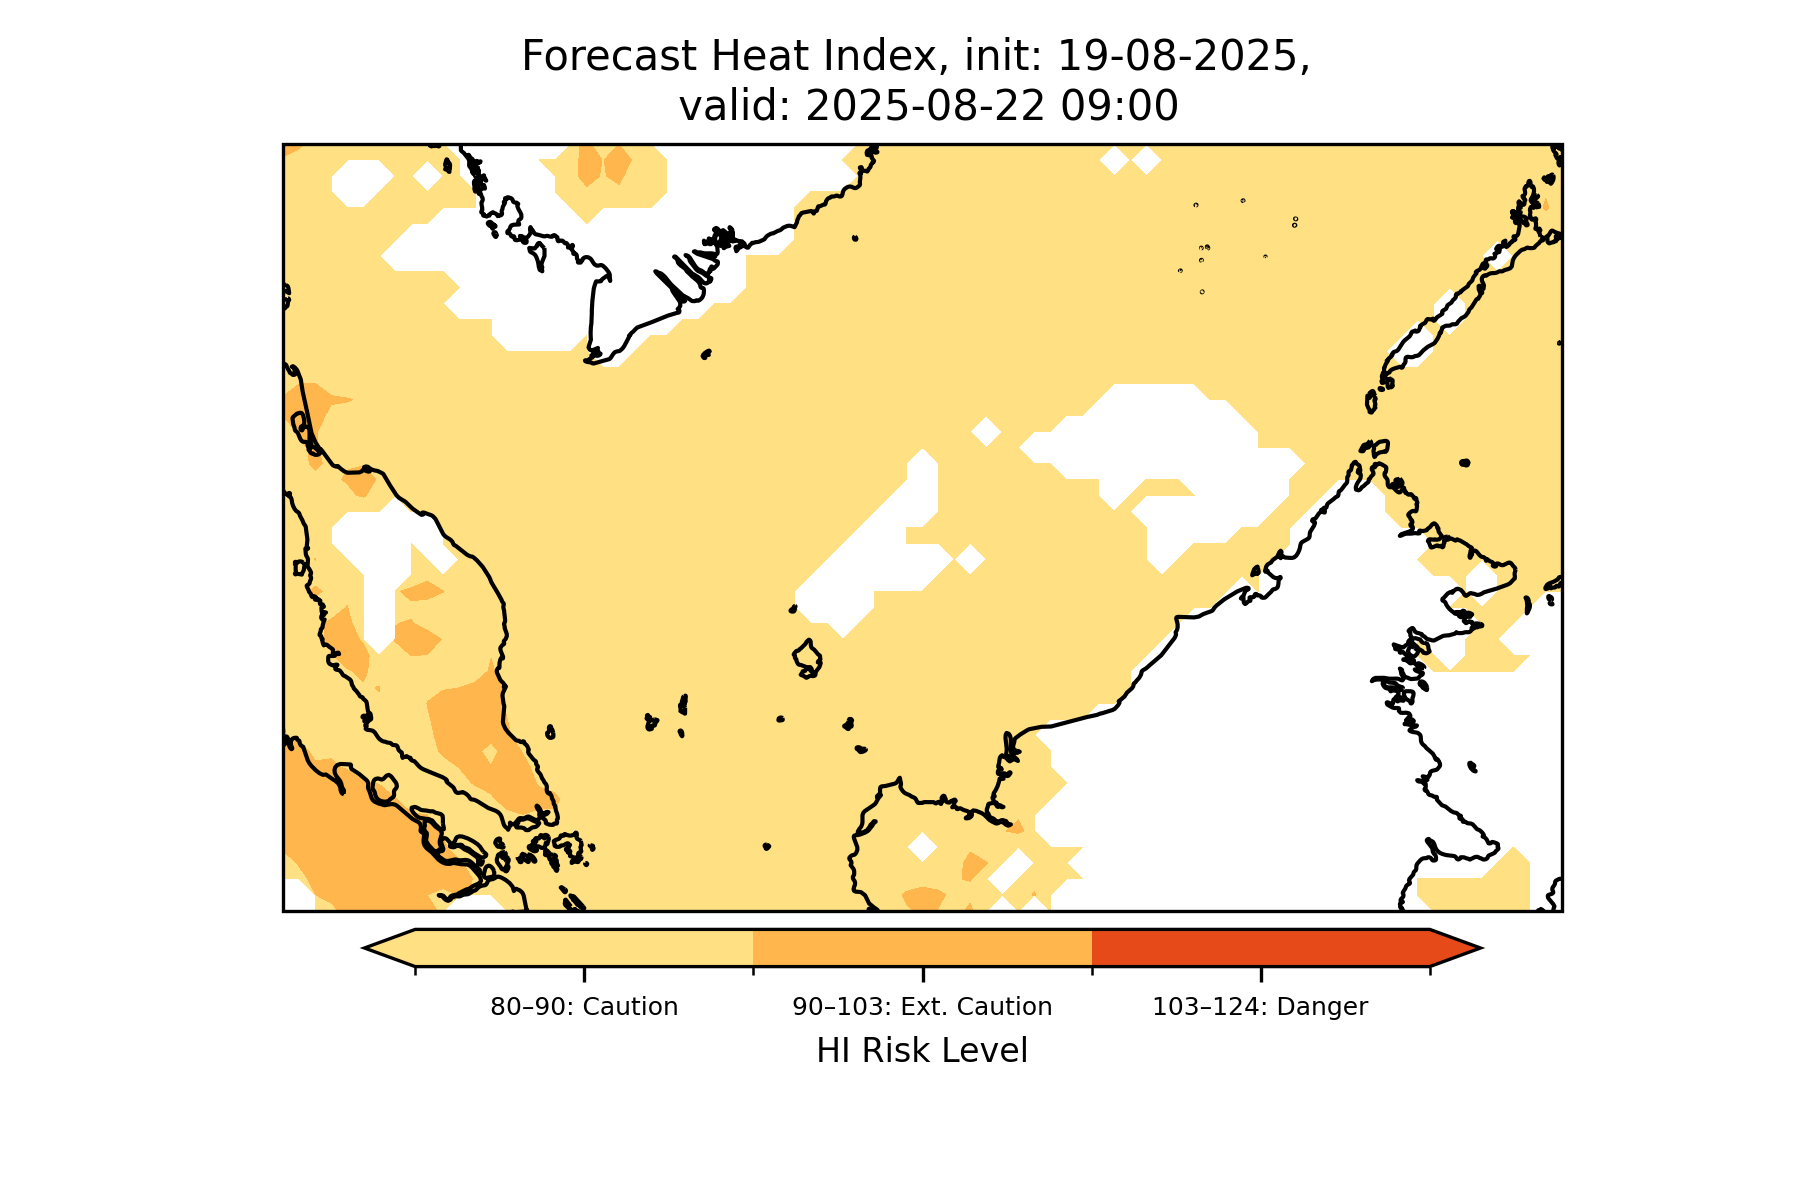 Forecast Heat Index, init: 19-08-2025,
valid: 2025-08-22 09:00
80–90: Caution
90–103: Ext. Caution
103–124: Danger
HI Risk Level